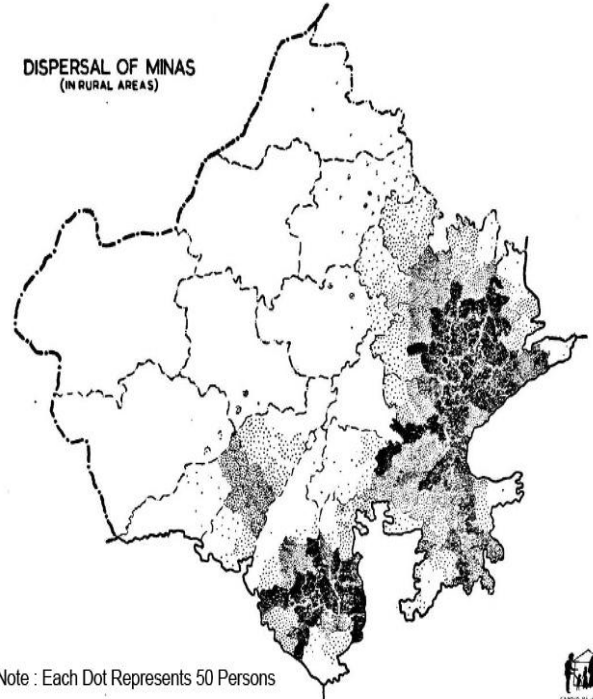 DISPERSAL OF MINAS
(IN RURAL AREAS)
Note : Each Dot Represents 50 Persons